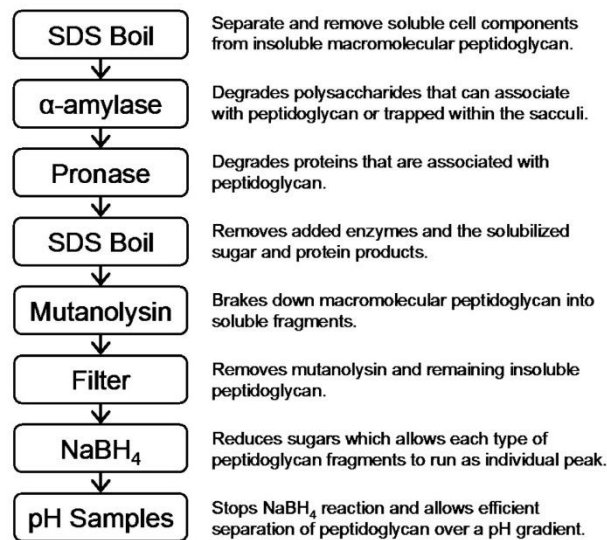 SDS Boil
Separate and remove soluble cell components
from insoluble macromolecular peptidoglycan.
α-amylase
Degrades polysaccharides that can associate
with peptidoglycan or trapped within the sacculi.
Pronase
Degrades proteins that are associated with
peptidoglycan.
SDS Boil
Removes added enzymes and the solubilized
sugar and protein products.
Mutanolysin
Brakes down macromolecular peptidoglycan into
soluble fragments.
Filter
Removes mutanolysin and remaining insoluble
peptidoglycan.
NaBH₄
Reduces sugars which allows each type of
peptidoglycan fragments to run as individual peak.
pH Samples
Stops NaBH₄ reaction and allows efficient
separation of peptidoglycan over a pH gradient.